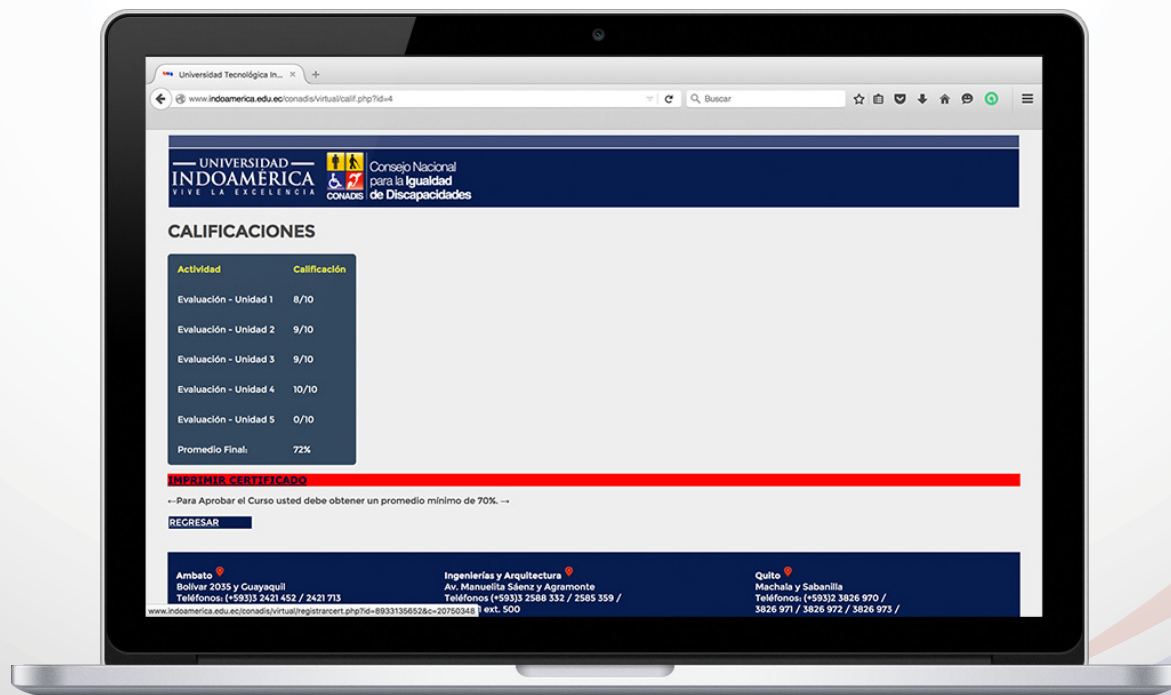 Universidad Tecnológica In...
www.indoamerica.edu.ec/conadis/virtual/calif.php?id=4
Buscar
UNIVERSIDAD
INDOAMÉRICA
VIVE LA EXCELENCIA
CONADIS
Consejo Nacional
para la Igualdad
de Discapacidades
CALIFICACIONES
Actividad Calificación
Evaluación - Unidad 1 8/10
Evaluación - Unidad 2 9/10
Evaluación - Unidad 3 9/10
Evaluación - Unidad 4 10/10
Evaluación - Unidad 5 0/10
Promedio Final: 72%
IMPRIMIR CERTIFICADO
←Para Aprobar el Curso usted debe obtener un promedio mínimo de 70%. →
REGRESAR
Ambato
Bolívar 2035 y Guayaquil
Teléfonos: (+593)3 2421 452 / 2421 713
Ingenierías y Arquitectura
Av. Manuelita Sáenz y Agramonte
Teléfonos (+593)3 2588 332 / 2585 359 /
ext. 500
Quito
Machala y Sabanilla
Teléfonos: (+593)2 3826 970 /
3826 971 / 3826 972 / 3826 973 /
www.indoamerica.edu.ec/conadis/virtual/registrarcert.php?id=8933135652&c=20750348